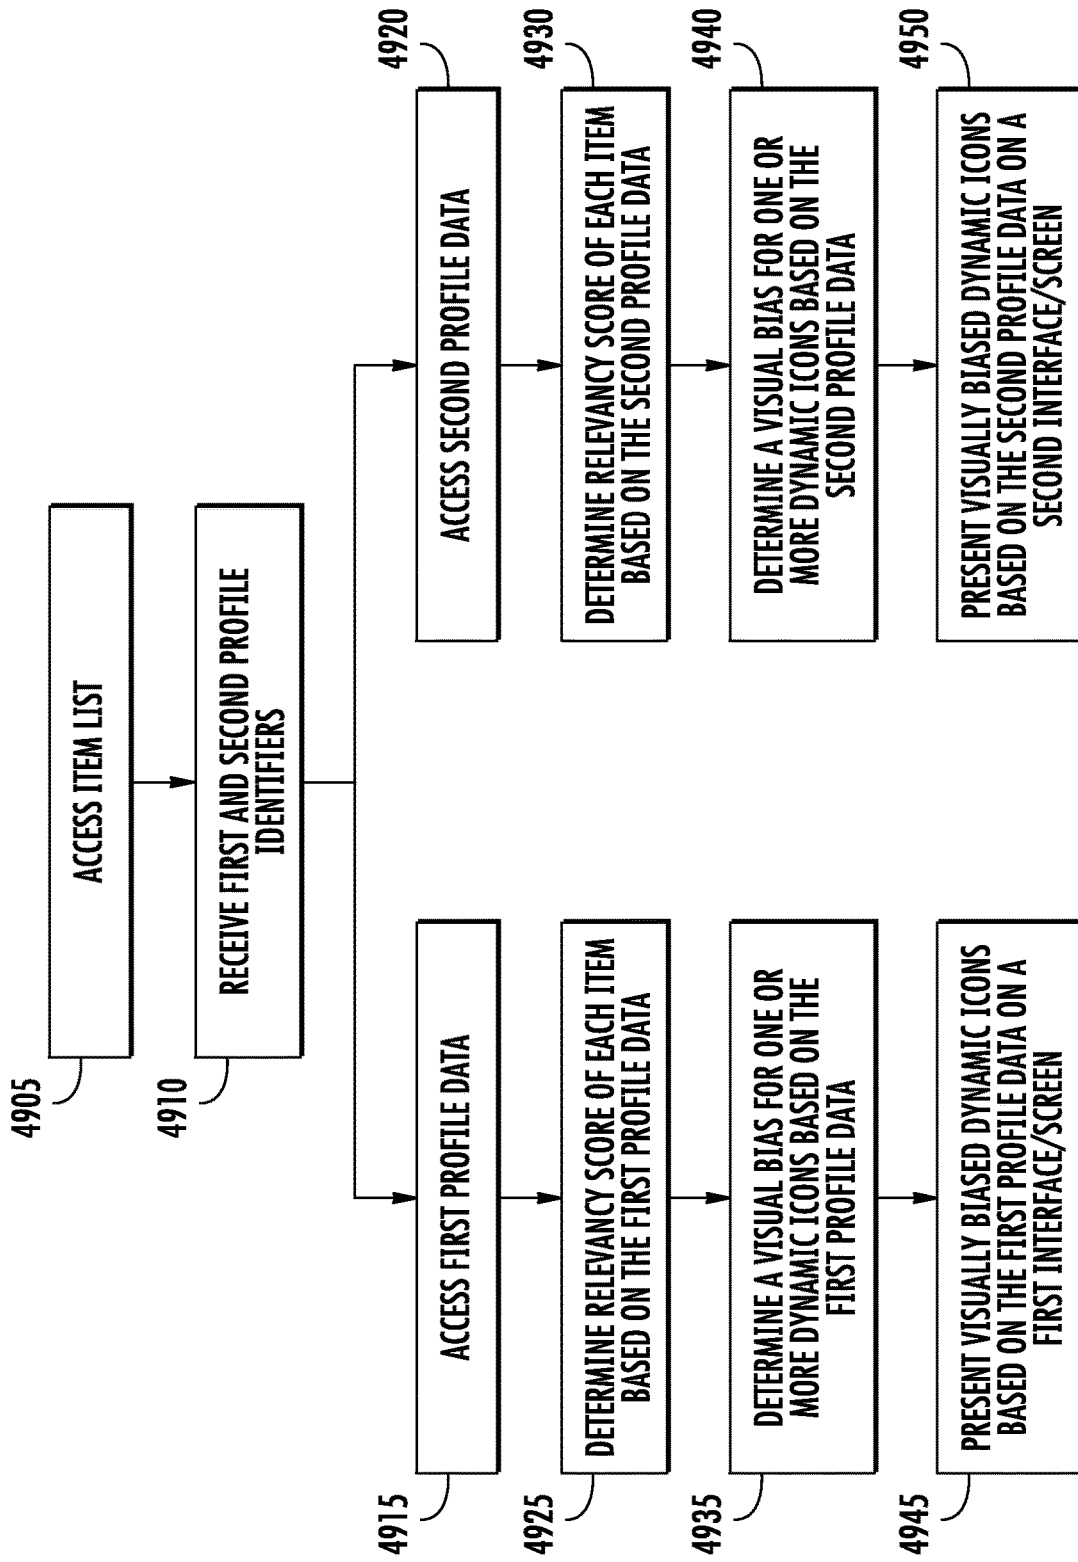 4905
ACCESS ITEM LIST
4910
RECEIVE FIRST AND SECOND PROFILE
IDENTIFIERS
4915
ACCESS FIRST PROFILE DATA
4920
ACCESS SECOND PROFILE DATA
4925
DETERMINE RELEVANCY SCORE OF EACH ITEM
BASED ON THE FIRST PROFILE DATA
4930
DETERMINE RELEVANCY SCORE OF EACH ITEM
BASED ON THE SECOND PROFILE DATA
4935
DETERMINE A VISUAL BIAS FOR ONE OR
MORE DYNAMIC ICONS BASED ON THE
FIRST PROFILE DATA
4940
DETERMINE A VISUAL BIAS FOR ONE OR
MORE DYNAMIC ICONS BASED ON THE
SECOND PROFILE DATA
4945
PRESENT VISUALLY BIASED DYNAMIC ICONS
BASED ON THE FIRST PROFILE DATA ON A
FIRST INTERFACE/SCREEN
4950
PRESENT VISUALLY BIASED DYNAMIC ICONS
BASED ON THE SECOND PROFILE DATA ON A
SECOND INTERFACE/SCREEN